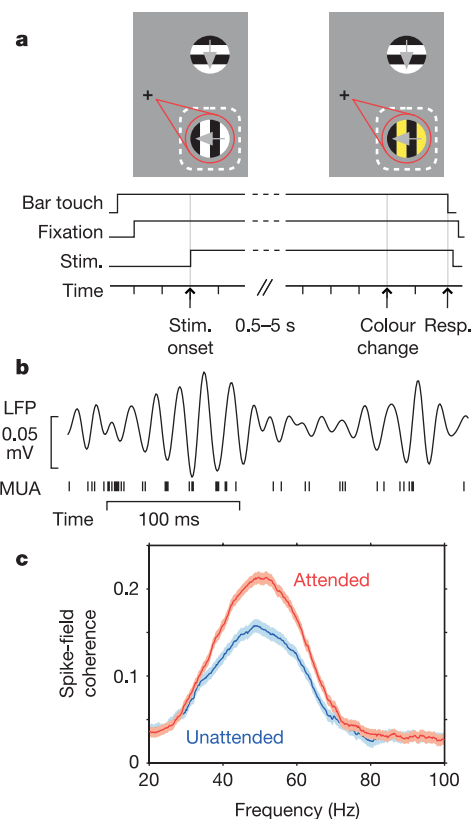 a
+ +
Bar touch
Fixation
Stim.
Time
Stim. onset
0.5–5 s
Colour change
Resp.
b
LFP
0.05 mV
MUA
Time
100 ms
c
Spike-field coherence
0.2
0.1
0
Attended
Unattended
20 40 60 80 100
Frequency (Hz)